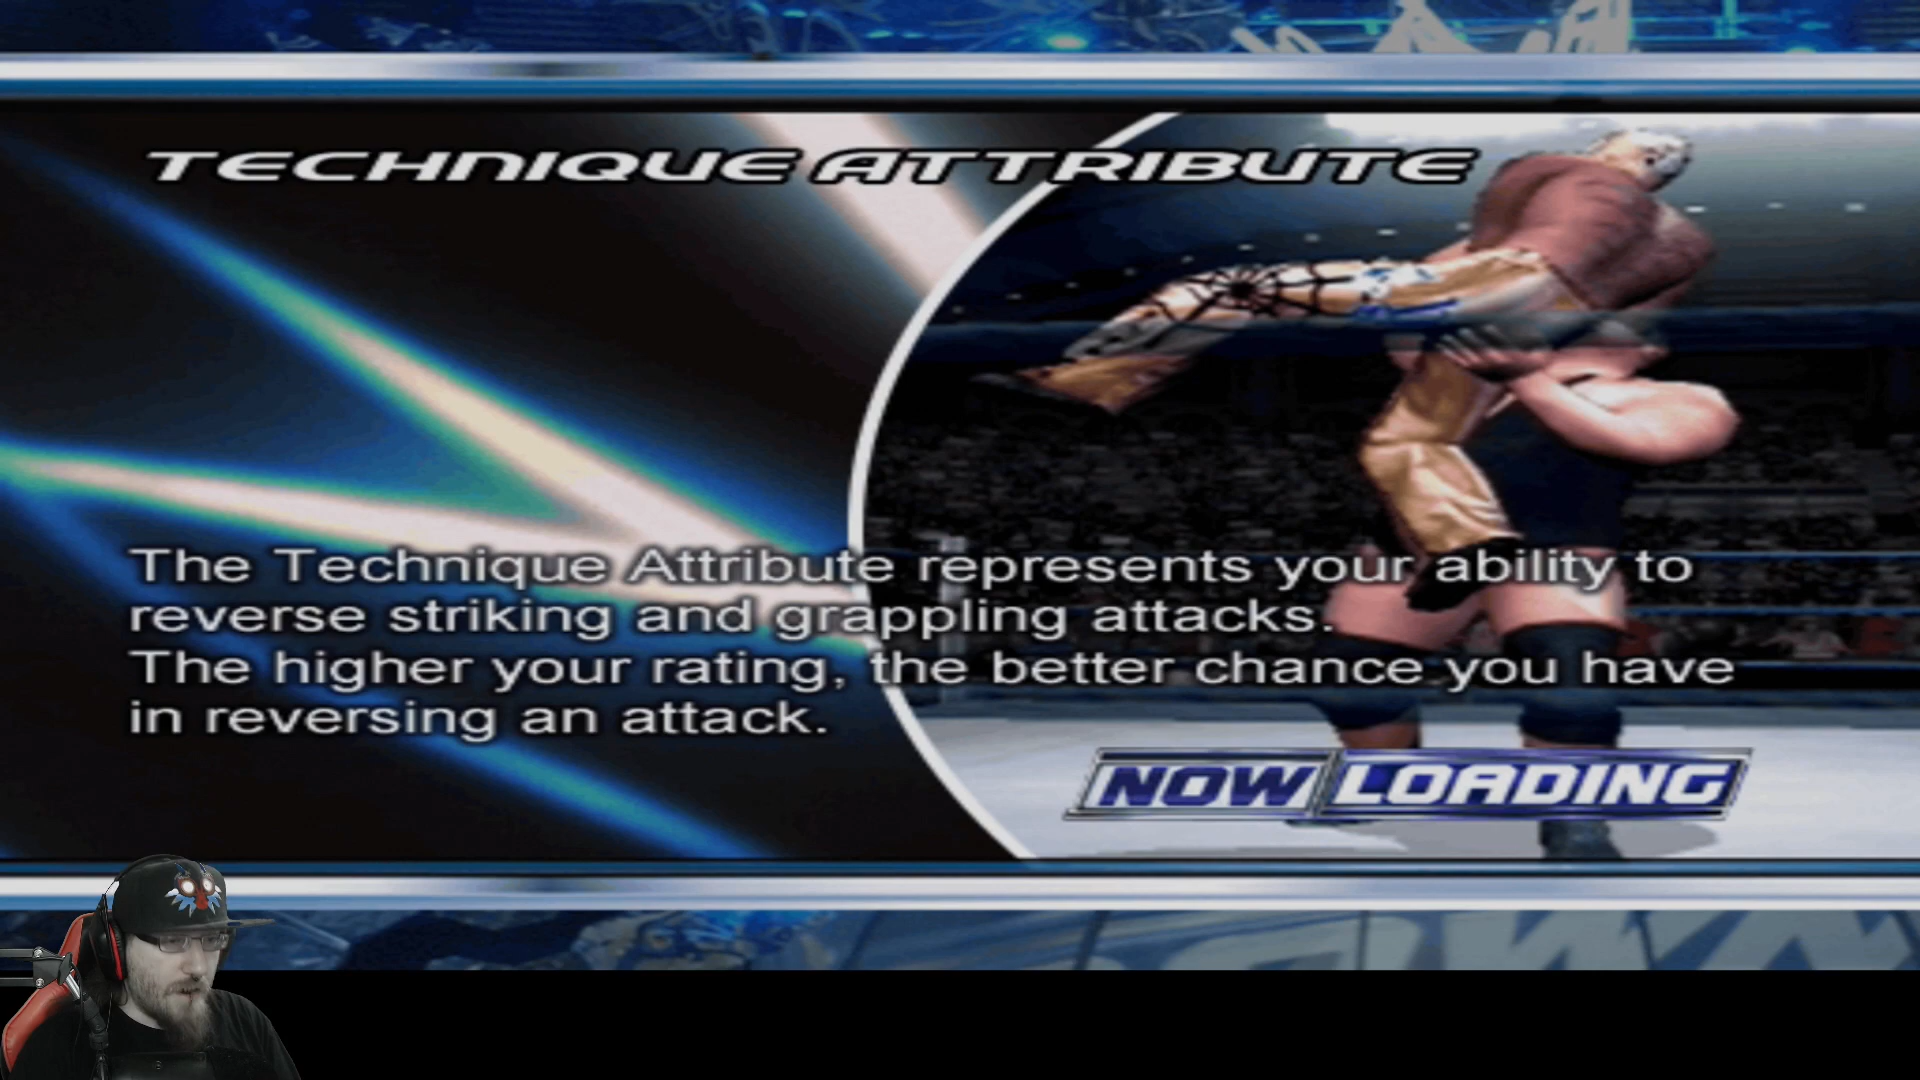 TECHNIQUE ATTRIBUTE
The Technique Attribute represents your ability to
reverse striking and grappling attacks.
The higher your rating, the better chance you have
in reversing an attack.
NOW LOADING